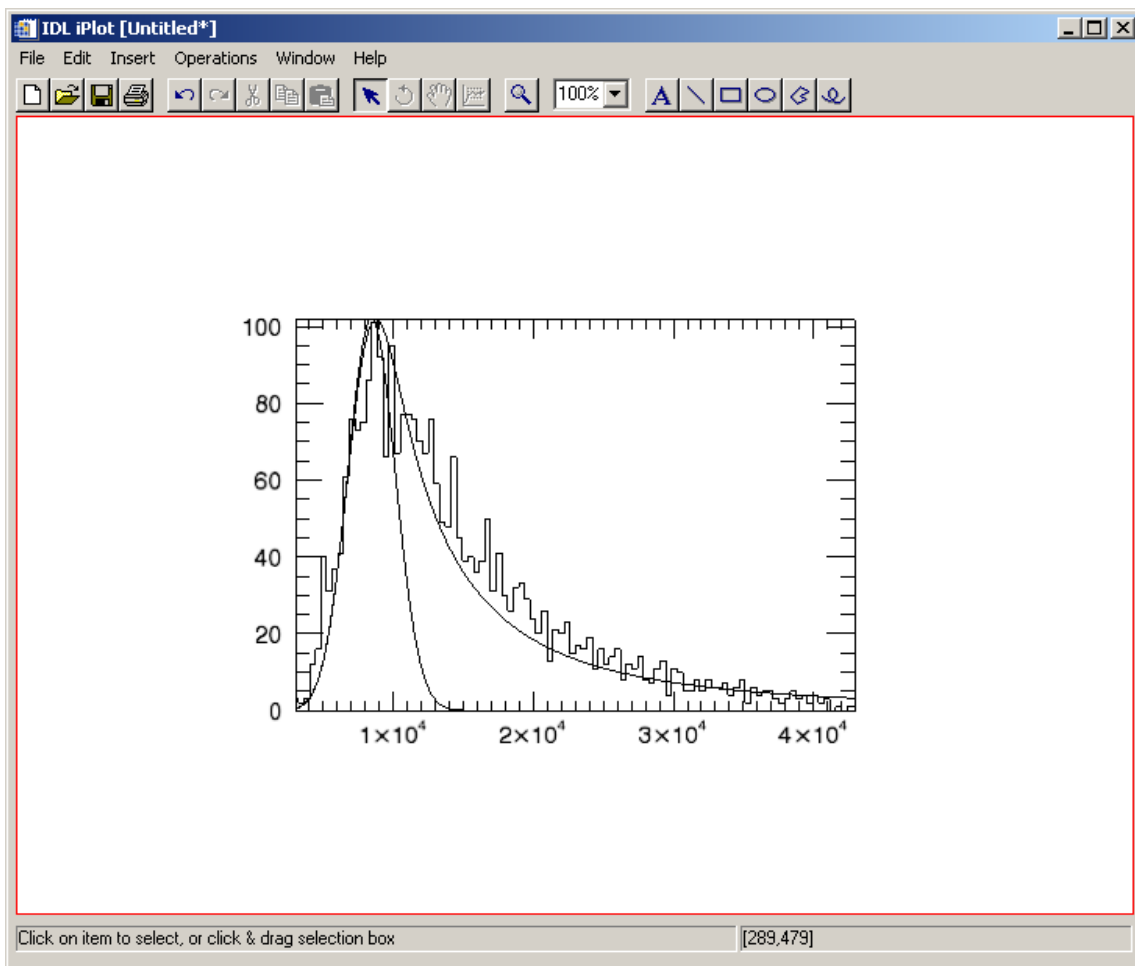 IDL iPlot [Untitled*]
File Edit Insert Operations Window Help
100% A
100
80
60
40
20
0
1×10⁴ 2×10⁴ 3×10⁴ 4×10⁴
Click on item to select, or click & drag selection box [289,479]